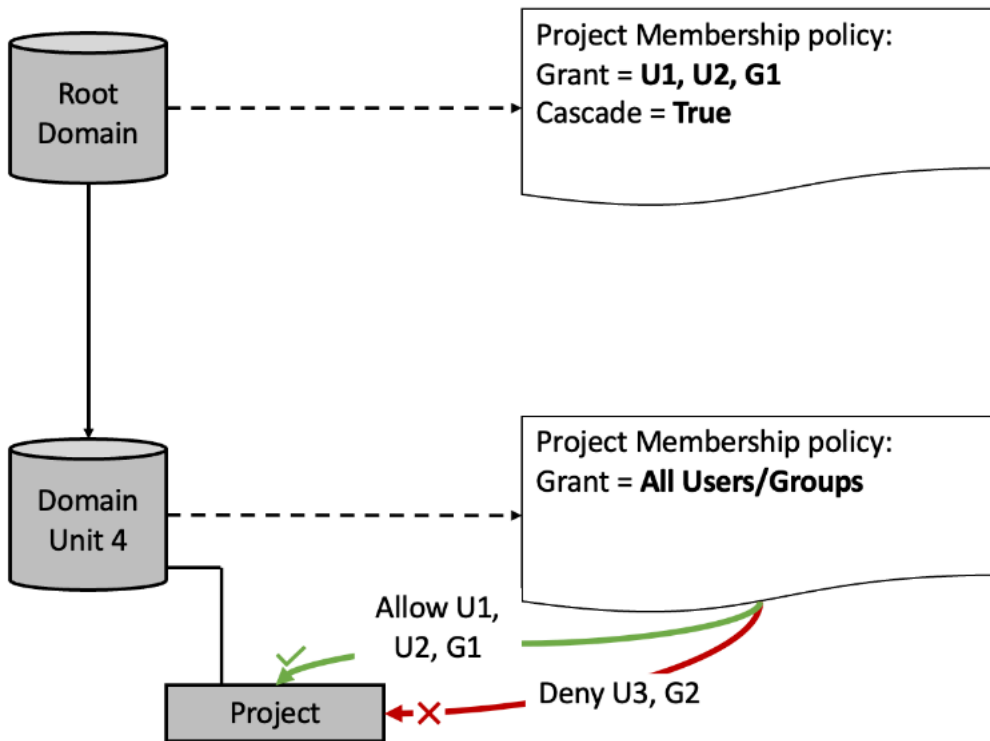 Root
Domain
Project Membership policy:
Grant = U1, U2, G1
Cascade = True
Domain
Unit 4
Project Membership policy:
Grant = All Users/Groups
Allow U1,
U2, G1
Deny U3, G2
Project